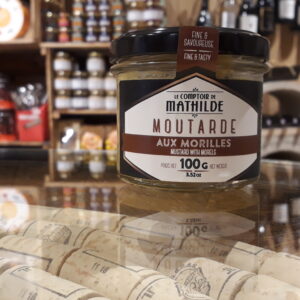 FINE &
SAVOUREUSE
FINE & TASTY
LE COMPTOIR DE
MATHILDE
MOUTARDE
AUX MORILLES
MUSTARD WITH MORELS
POIDS NET 100G NET WEIGHT
3.52oz